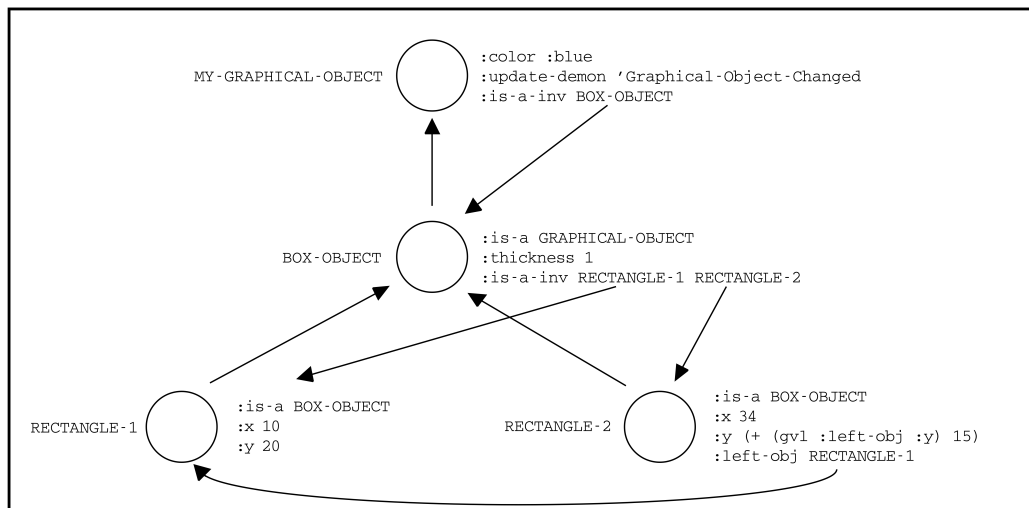 MY-GRAPHICAL-OBJECT
:color :blue
:update-demon ’Graphical-Object-Changed
:is-a-inv BOX-OBJECT
BOX-OBJECT
:is-a GRAPHICAL-OBJECT
:thickness 1
:is-a-inv RECTANGLE-1 RECTANGLE-2
RECTANGLE-1
:is-a BOX-OBJECT
:x 10
:y 20
RECTANGLE-2
:is-a BOX-OBJECT
:x 34
:y (+ (gvl :left-obj :y) 15)
:left-obj RECTANGLE-1